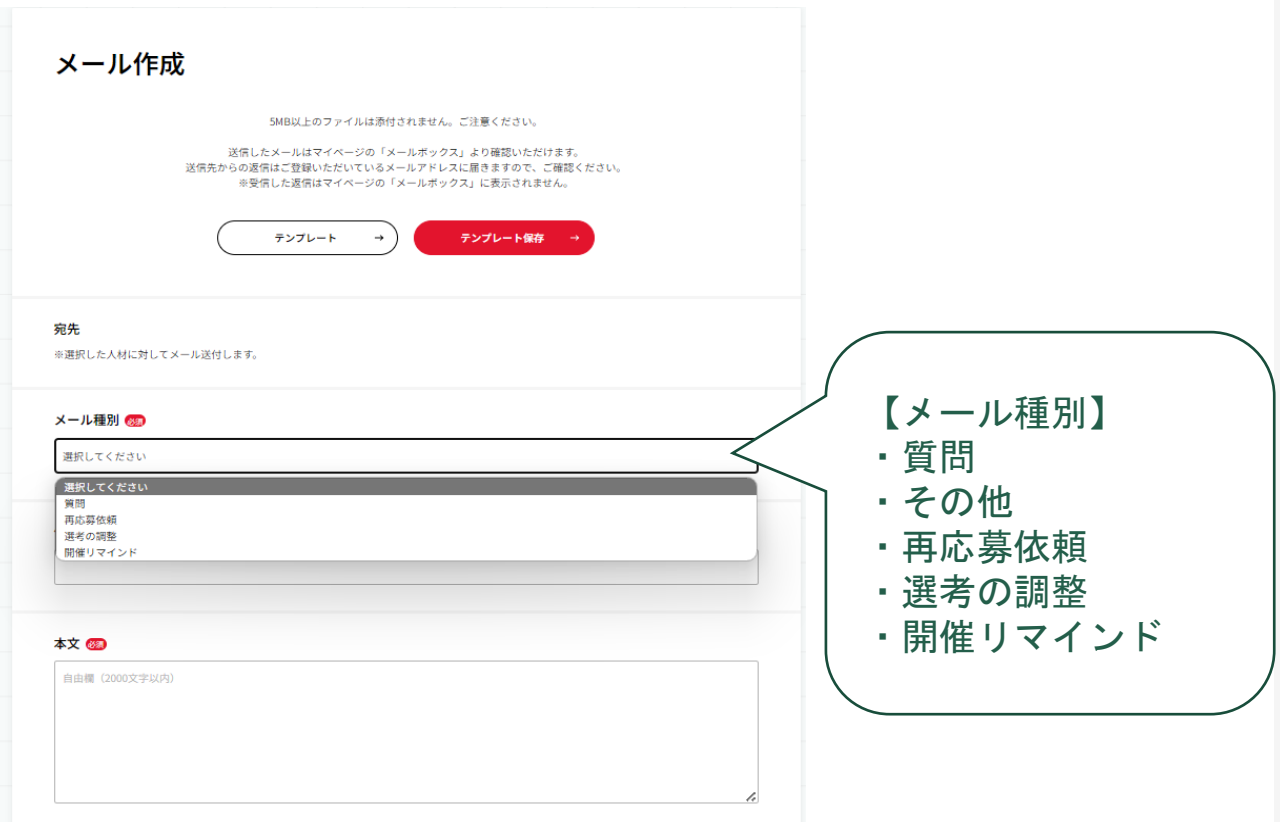 メール作成
5MB以上のファイルは添付されません。ご注意ください。
送信したメールはマイページの「メールボックス」より確認いただけます。
送信先からの返信はご登録いただいているメールアドレスに届きますので、ご確認ください。
※受信した返信はマイページの「メールボックス」に表示されません。
テンプレート →
テンプレート保存 →
宛先
※選択した人材に対してメール送付します。
メール種別 必須
選択してください
選択してください
質問
再応募依頼
選考の調整
開催リマインド
本文 必須
自由欄（2000文字以内）
【メール種別】
・質問
・その他
・再応募依頼
・選考の調整
・開催リマインド